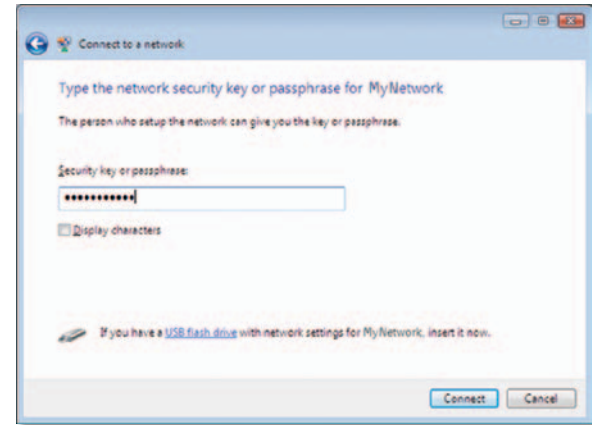 Connect to a network
Type the network security key or passphrase for MyNetwork
The person who setup the network can give you the key or passphrase.
Security key or passphrase:
•••••••••••
Display characters
If you have a USB flash drive with network settings for MyNetwork, insert it now.
Connect Cancel